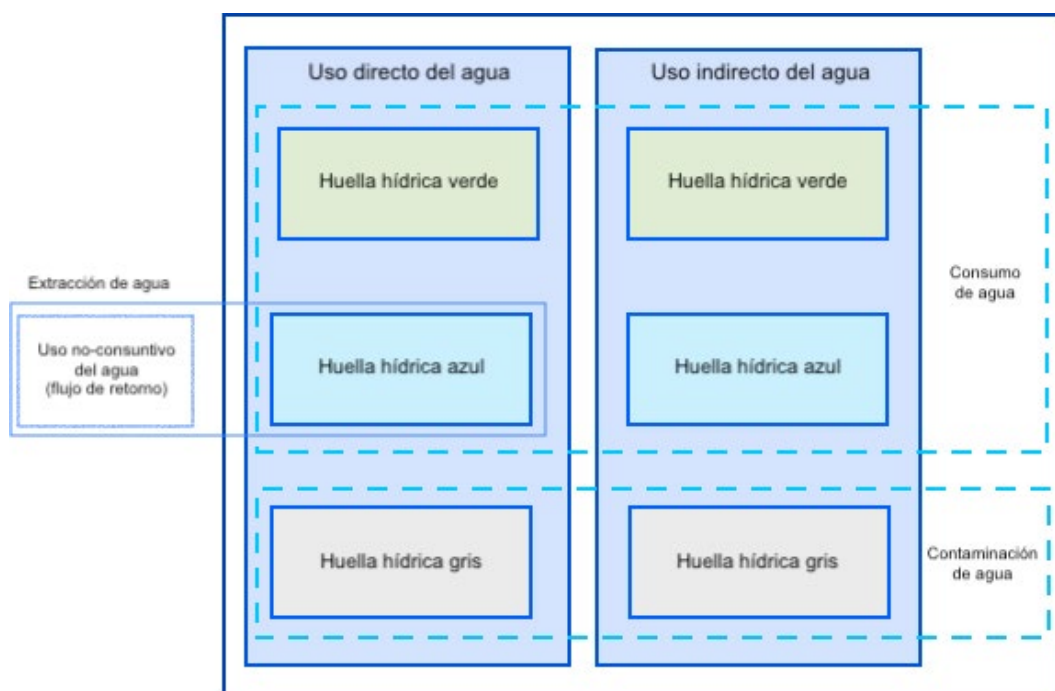 Uso directo del agua
Uso indirecto del agua
Huella hídrica verde
Huella hídrica verde
Consumo
de agua
Extracción de agua
Uso no-consuntivo
del agua
(flujo de retorno)
Huella hídrica azul
Huella hídrica azul
Huella hídrica gris
Huella hídrica gris
Contaminación
de agua